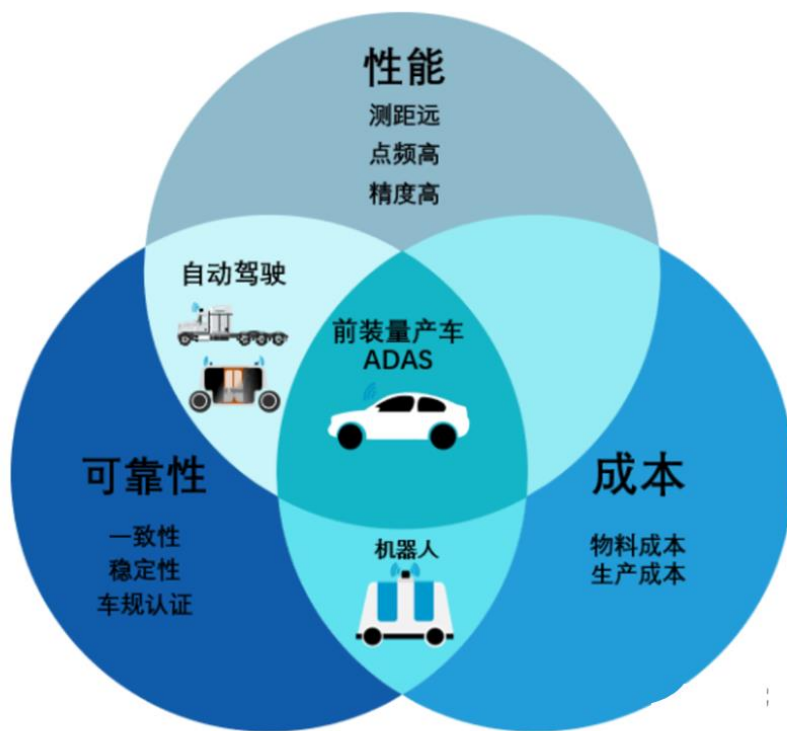 性能
测距远
点频高
精度高
自动驾驶
前装量产车
ADAS
可靠性
一致性
稳定性
车规认证
成本
物料成本
生产成本
机器人